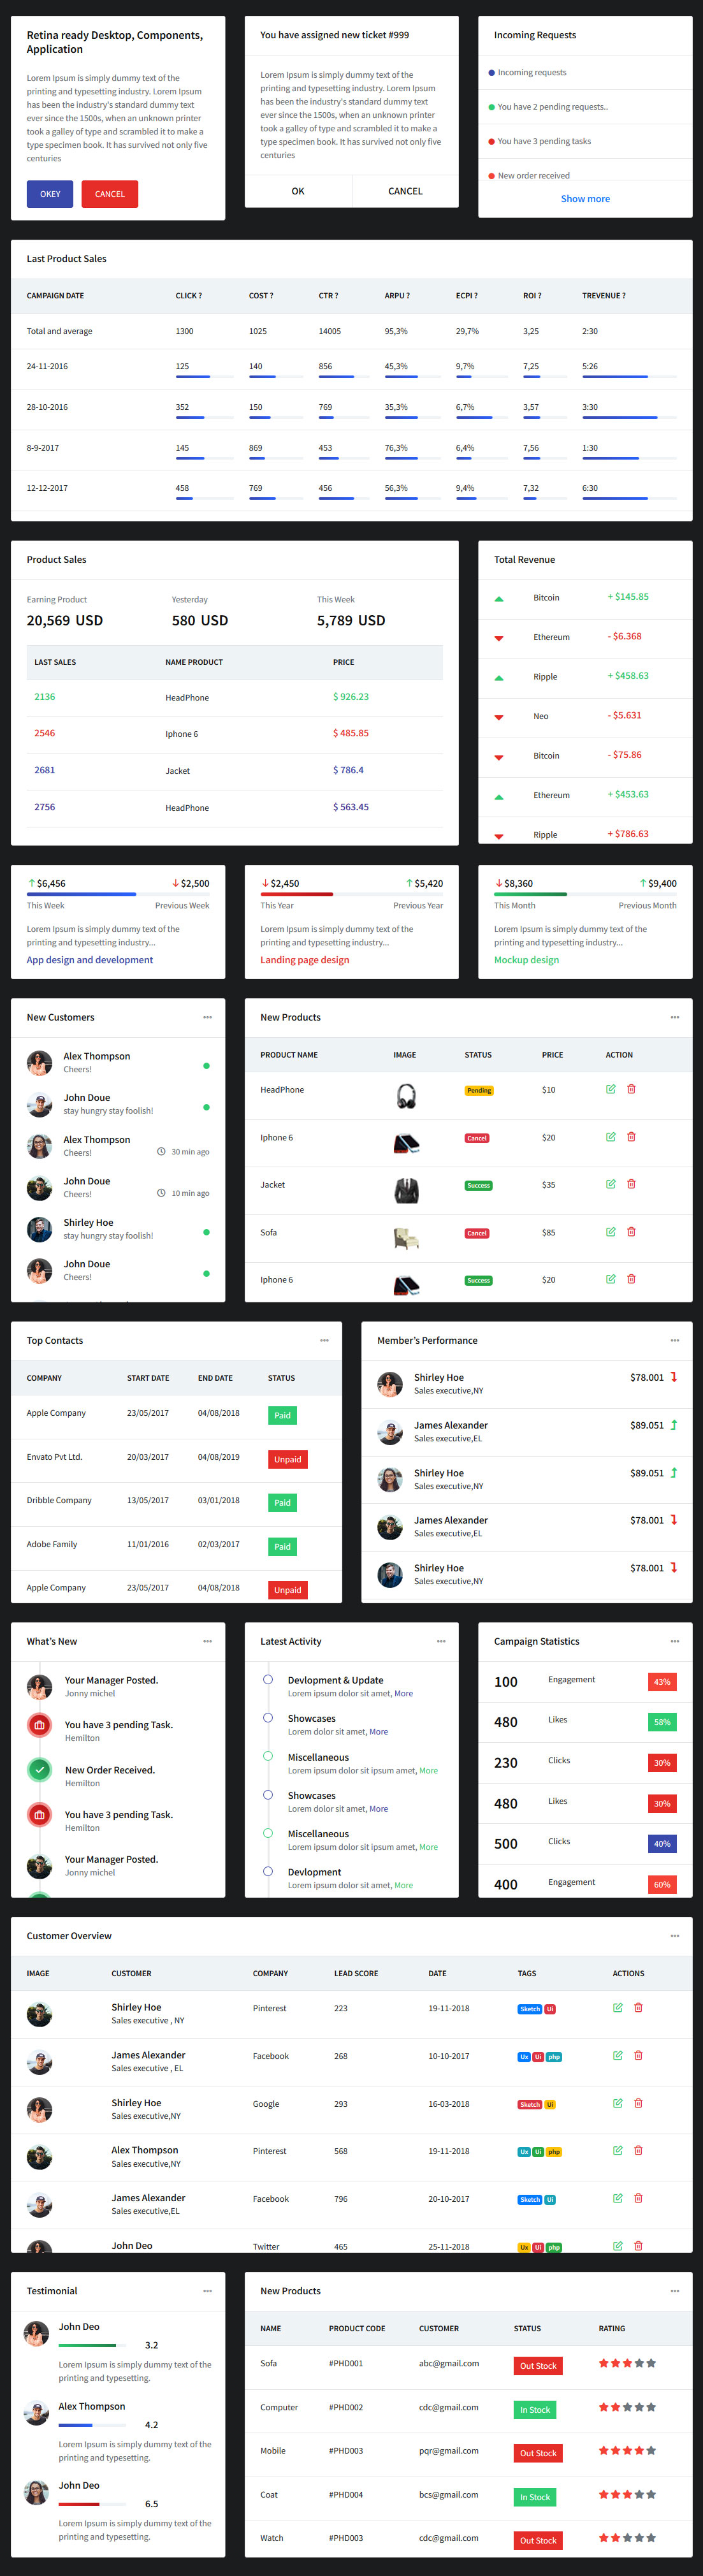 Retina ready Desktop, Components,
Application
Lorem Ipsum is simply dummy text of the
printing and typesetting industry. Lorem Ipsum
has been the industry's standard dummy text
ever since the 1500s, when an unknown printer
took a galley of type and scrambled it to make a
type specimen book. It has survived not only five
centuries
OKEY CANCEL
You have assigned new ticket #999
Lorem Ipsum is simply dummy text of the
printing and typesetting industry. Lorem Ipsum
has been the industry's standard dummy text
ever since the 1500s, when an unknown printer
took a galley of type and scrambled it to make a
type specimen book. It has survived not only five
centuries
OK CANCEL
Incoming Requests
Incoming requests
You have 2 pending requests..
You have 3 pending tasks
New order received
Show more
Last Product Sales
CAMPAIGN DATE CLICK ? COST ? CTR ? ARPU ? ECPI ? ROI ? TREVENUE ?
Total and average 1300 1025 14005 95,3% 29,7% 3,25 2:30
24-11-2016 125 140 856 45,3% 9,7% 7,25 5:26
28-10-2016 352 150 769 35,3% 6,7% 3,57 3:30
8-9-2017 145 869 453 76,3% 6,4% 7,56 1:30
12-12-2017 458 769 456 56,3% 9,4% 7,32 6:30
Product Sales
Earning Product Yesterday This Week
20,569 USD 580 USD 5,789 USD
LAST SALES NAME PRODUCT PRICE
2136 HeadPhone $ 926.23
2546 Iphone 6 $ 485.85
2681 Jacket $ 786.4
2756 HeadPhone $ 563.45
Total Revenue
Bitcoin + $145.85
Ethereum - $6.368
Ripple + $458.63
Neo - $5.631
Bitcoin - $75.86
Ethereum + $453.63
Ripple + $786.63
$6,456 $2,500
This Week Previous Week
Lorem Ipsum is simply dummy text of the
printing and typesetting industry...
App design and development
$2,450 $5,420
This Year Previous Year
Lorem Ipsum is simply dummy text of the
printing and typesetting industry...
Landing page design
$8,360 $9,400
This Month Previous Month
Lorem Ipsum is simply dummy text of the
printing and typesetting industry...
Mockup design
New Customers
Alex Thompson
Cheers!
John Doue
stay hungry stay foolish!
Alex Thompson
Cheers! 30 min ago
John Doue
Cheers! 10 min ago
Shirley Hoe
stay hungry stay foolish!
John Doue
Cheers!
New Products
PRODUCT NAME IMAGE STATUS PRICE ACTION
HeadPhone Pending $10
Iphone 6 Cancel $20
Jacket Success $35
Sofa Cancel $85
Iphone 6 Success $20
Top Contacts
COMPANY START DATE END DATE STATUS
Apple Company 23/05/2017 04/08/2018 Paid
Envato Pvt Ltd. 20/03/2017 04/08/2019 Unpaid
Dribble Company 13/05/2017 03/01/2018 Paid
Adobe Family 11/01/2016 02/03/2017 Paid
Apple Company 23/05/2017 04/08/2018 Unpaid
Member's Performance
Shirley Hoe $78.001
Sales executive,NY
James Alexander $89.051
Sales executive,EL
Shirley Hoe $89.051
Sales executive,NY
James Alexander $78.001
Sales executive,EL
Shirley Hoe $78.001
Sales executive,NY
What's New
Your Manager Posted.
Jonny michel
You have 3 pending Task.
Hemilton
New Order Received.
Hemilton
You have 3 pending Task.
Hemilton
Your Manager Posted.
Jonny michel
Latest Activity
Devlopment & Update
Lorem ipsum dolor sit amet, More
Showcases
Lorem dolor sit amet, More
Miscellaneous
Lorem ipsum dolor sit ipsum amet, More
Showcases
Lorem dolor sit amet, More
Miscellaneous
Lorem ipsum dolor sit ipsum amet, More
Devlopment
Lorem ipsum dolor sit amet, More
Campaign Statistics
100 Engagement 43%
480 Likes 58%
230 Clicks 30%
480 Likes 30%
500 Clicks 40%
400 Engagement 60%
Customer Overview
IMAGE CUSTOMER COMPANY LEAD SCORE DATE TAGS ACTIONS
Shirley Hoe Pinterest 223 19-11-2018 Sketch Ui
Sales executive , NY
James Alexander Facebook 268 10-10-2017 Ux Ui php
Sales executive , EL
Shirley Hoe Google 293 16-03-2018 Sketch Ui
Sales executive,NY
Alex Thompson Pinterest 568 19-11-2018 Ux Ui php
Sales executive,NY
James Alexander Facebook 796 20-10-2017 Sketch Ui
Sales executive,EL
John Deo Twitter 465 25-11-2018 Ux Ui php
Testimonial
John Deo
3.2
Lorem Ipsum is simply dummy text of the
printing and typesetting.
Alex Thompson
4.2
Lorem Ipsum is simply dummy text of the
printing and typesetting.
John Deo
6.5
Lorem Ipsum is simply dummy text of the
printing and typesetting.
New Products
NAME PRODUCT CODE CUSTOMER STATUS RATING
Sofa #PHD001 abc@gmail.com Out Stock
Computer #PHD002 cdc@gmail.com In Stock
Mobile #PHD003 pqr@gmail.com Out Stock
Coat #PHD004 bcs@gmail.com In Stock
Watch #PHD003 cdc@gmail.com Out Stock